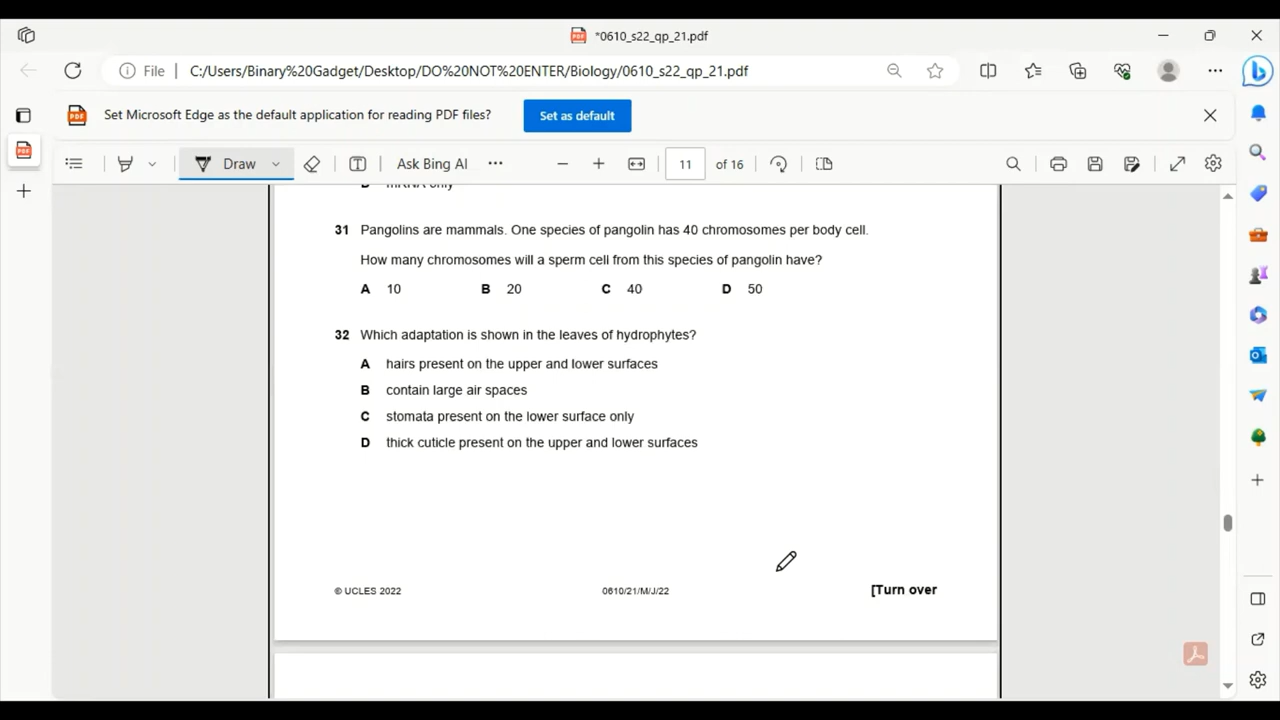 *0610_s22_qp_21.pdf
File C:/Users/Binary%20Gadget/Desktop/DO%20NOT%20ENTER/Biology/0610_s22_qp_21.pdf
Set Microsoft Edge as the default application for reading PDF files? Set as default
Draw Ask Bing AI 11 of 16
D mRNA only
31 Pangolins are mammals. One species of pangolin has 40 chromosomes per body cell.
How many chromosomes will a sperm cell from this species of pangolin have?
A 10 B 20 C 40 D 50
32 Which adaptation is shown in the leaves of hydrophytes?
A hairs present on the upper and lower surfaces
B contain large air spaces
C stomata present on the lower surface only
D thick cuticle present on the upper and lower surfaces
© UCLES 2022 0610/21/M/J/22 [Turn over